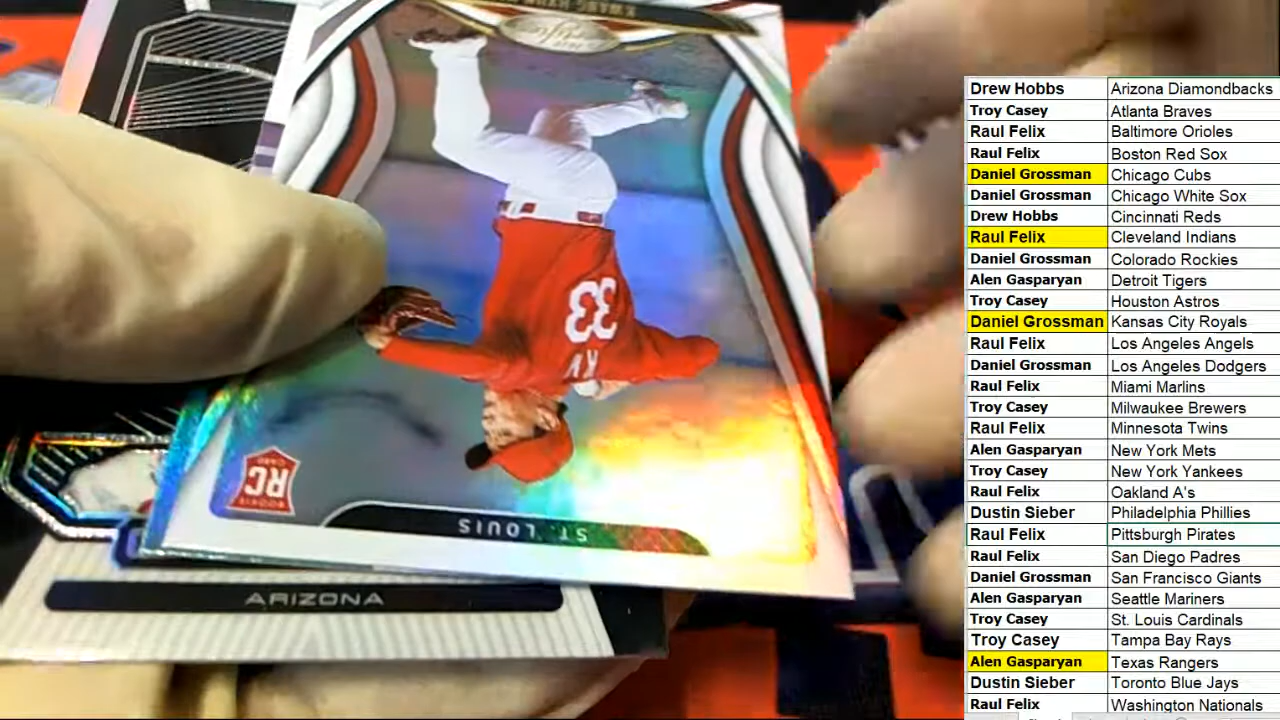 KWANG HYUN
33
ROOKIE
RC
CARD
ST. LOUIS
ARIZONA
Drew Hobbs Arizona Diamondbacks
Troy Casey Atlanta Braves
Raul Felix Baltimore Orioles
Raul Felix Boston Red Sox
Daniel Grossman Chicago Cubs
Daniel Grossman Chicago White Sox
Drew Hobbs Cincinnati Reds
Raul Felix Cleveland Indians
Daniel Grossman Colorado Rockies
Alen Gasparyan Detroit Tigers
Troy Casey Houston Astros
Daniel Grossman Kansas City Royals
Raul Felix Los Angeles Angels
Daniel Grossman Los Angeles Dodgers
Raul Felix Miami Marlins
Troy Casey Milwaukee Brewers
Raul Felix Minnesota Twins
Alen Gasparyan New York Mets
Troy Casey New York Yankees
Raul Felix Oakland A's
Dustin Sieber Philadelphia Phillies
Raul Felix Pittsburgh Pirates
Raul Felix San Diego Padres
Daniel Grossman San Francisco Giants
Alen Gasparyan Seattle Mariners
Troy Casey St. Louis Cardinals
Troy Casey Tampa Bay Rays
Alen Gasparyan Texas Rangers
Dustin Sieber Toronto Blue Jays
Raul Felix Washington Nationals